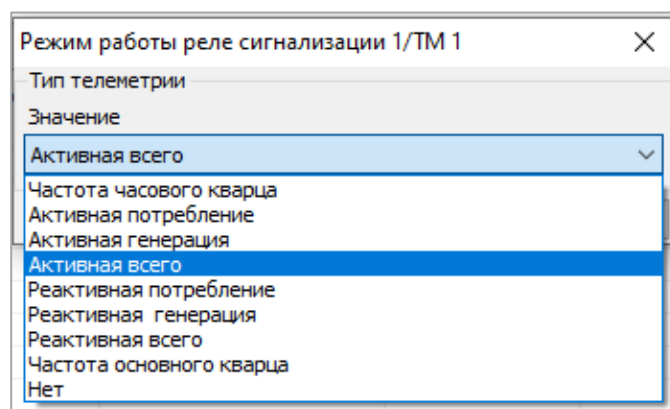 Режим работы реле сигнализации 1/ТМ 1
Тип телеметрии
Значение
Активная всего
Частота часового кварца
Активная потребление
Активная генерация
Активная всего
Реактивная потребление
Реактивная  генерация
Реактивная всего
Частота основного кварца
Нет